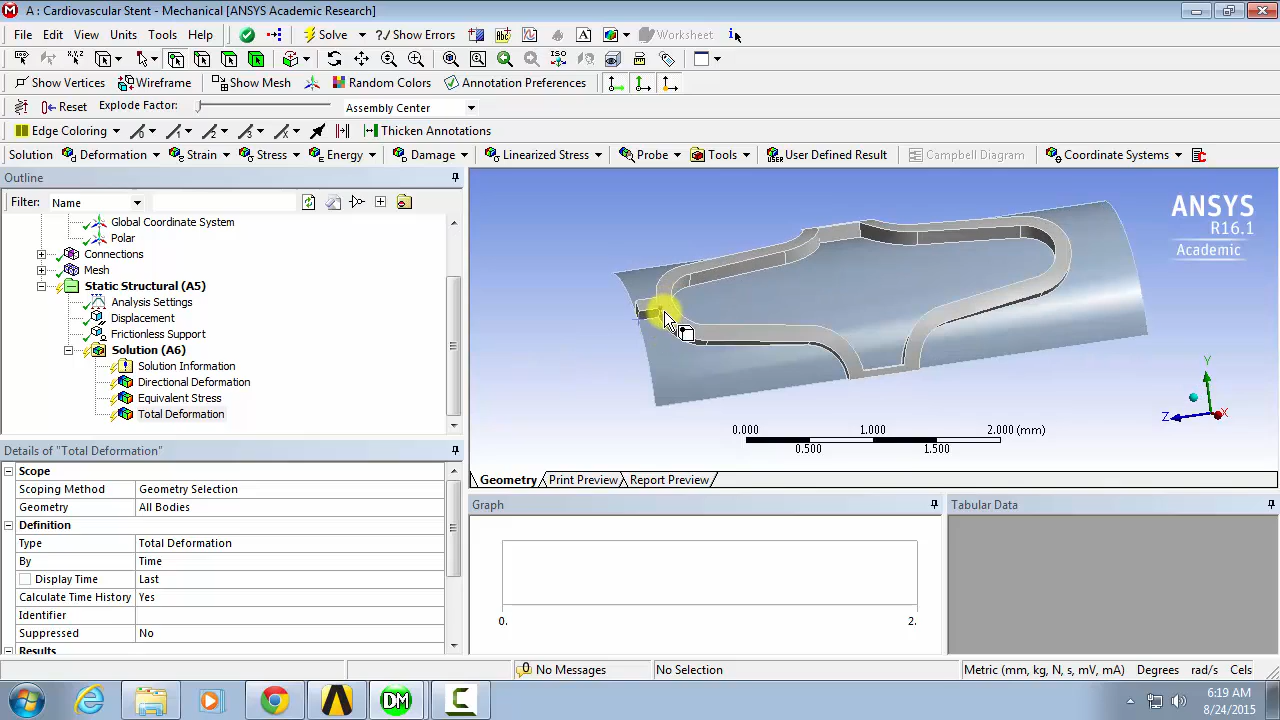 A : Cardiovascular Stent - Mechanical [ANSYS Academic Research]
File Edit View Units Tools Help Solve Show Errors Worksheet
Show Vertices Wireframe Show Mesh Random Colors Annotation Preferences
Reset Explode Factor: Assembly Center
Edge Coloring Thicken Annotations
Solution Deformation Strain Stress Energy Damage Linearized Stress Probe Tools User Defined Result Campbell Diagram Coordinate Systems
Outline
Filter: Name
Global Coordinate System
Polar
Connections
Mesh
Static Structural (A5)
Analysis Settings
Displacement
Frictionless Support
Solution (A6)
Solution Information
Directional Deformation
Equivalent Stress
Total Deformation
Details of "Total Deformation"
Scope
Scoping Method Geometry Selection
Geometry All Bodies
Definition
Type Total Deformation
By Time
Display Time Last
Calculate Time History Yes
Identifier
Suppressed No
Results
ANSYS
R16.1
Academic
Y
Z X
0.000 1.000 2.000 (mm)
0.500 1.500
Geometry Print Preview Report Preview
Graph
0. 2.
Tabular Data
0 No Messages No Selection Metric (mm, kg, N, s, mV, mA) Degrees rad/s Cels
DM
6:19 AM
8/24/2015